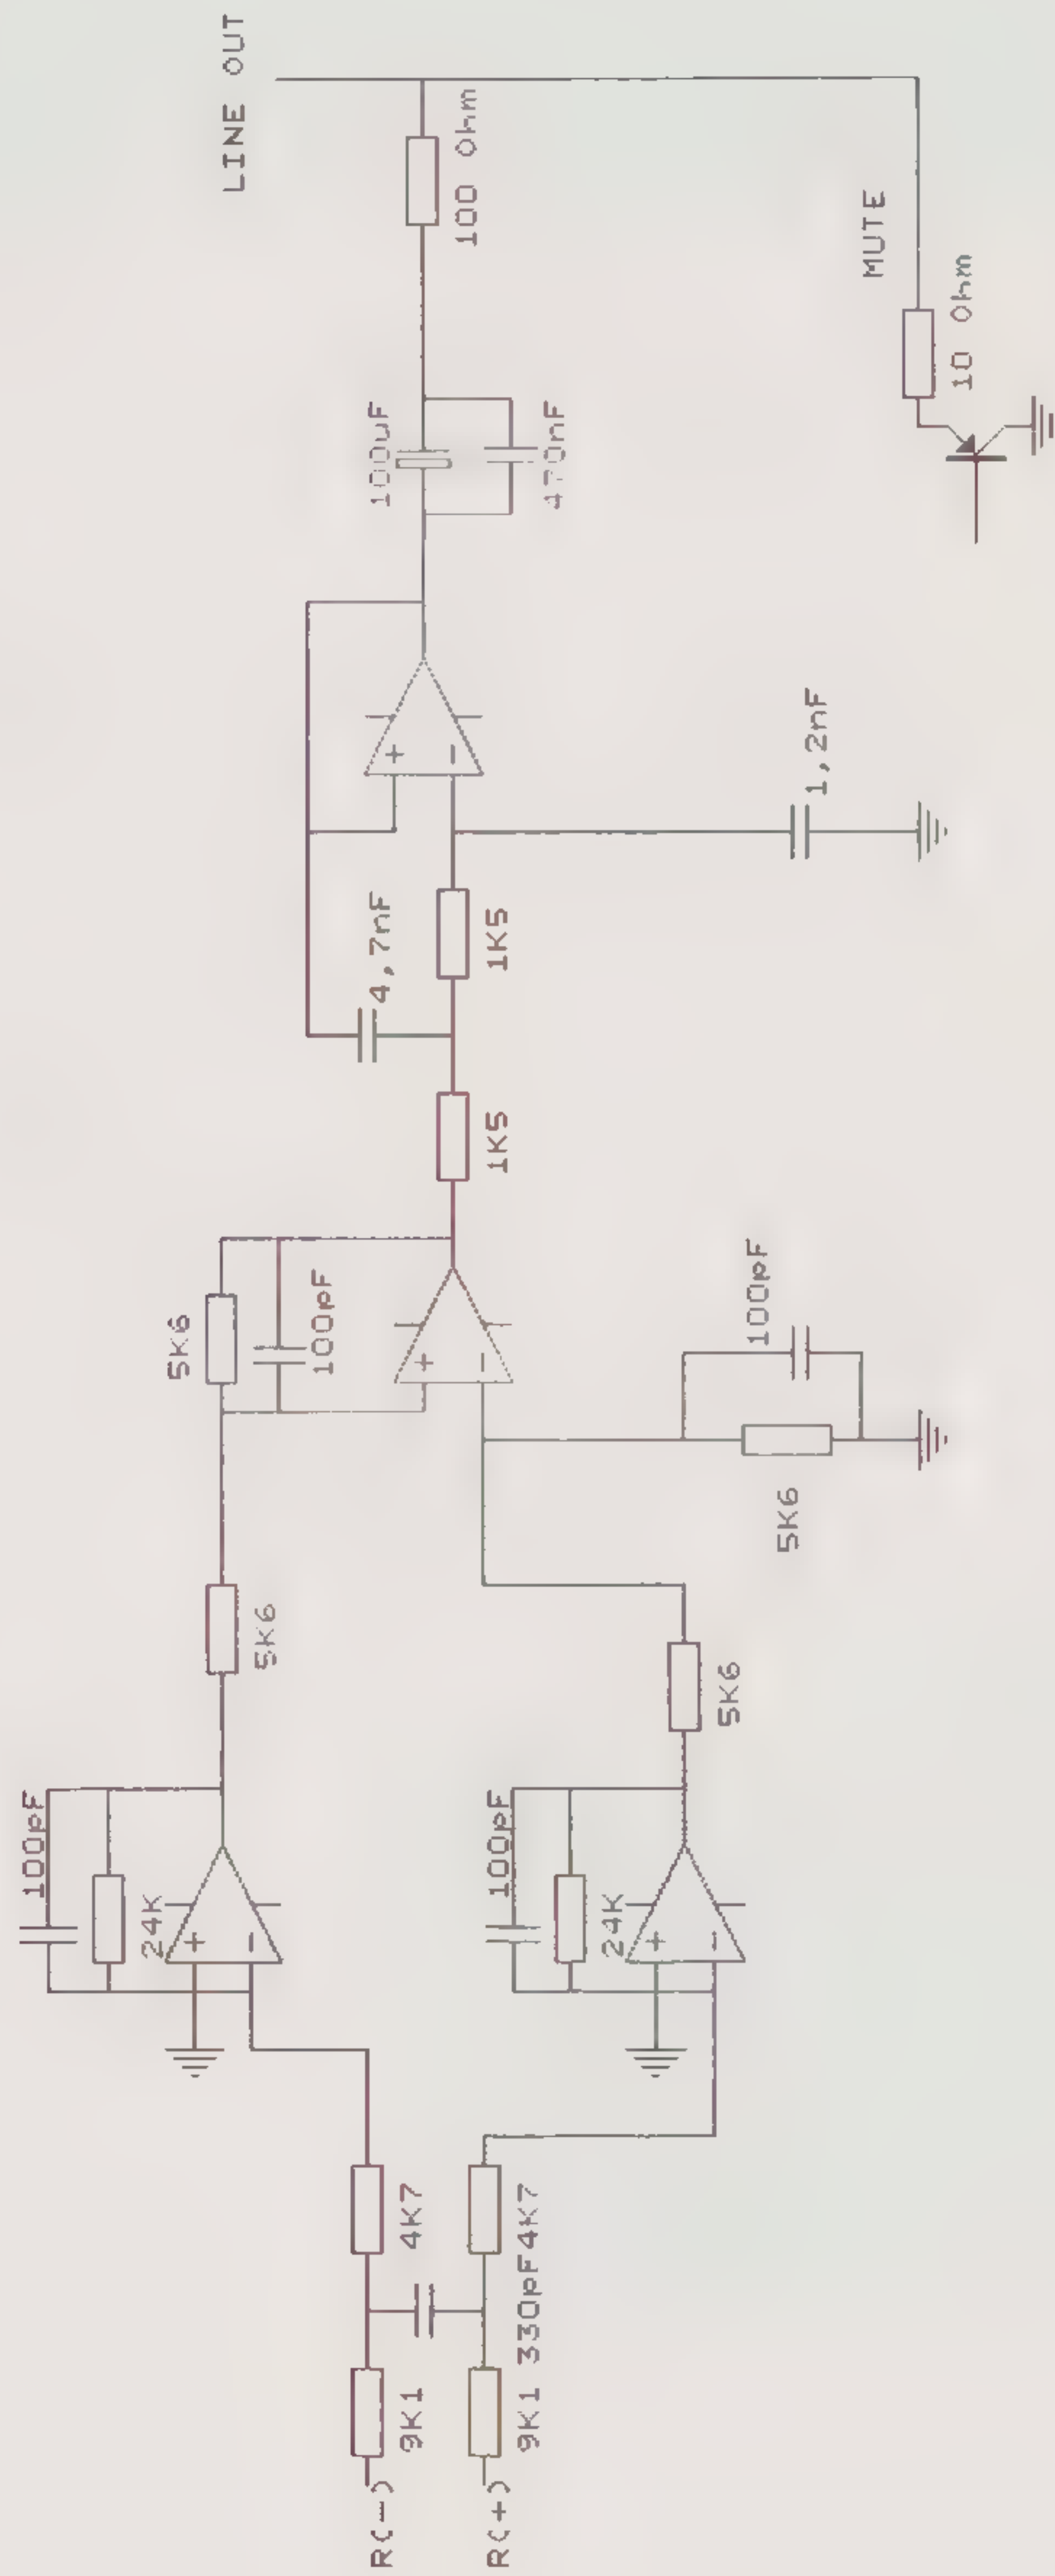 100pF
24K
R(-)
9K1
4K7
R(+)
9K1
330pF
4K7
100pF
24K
5K6
5K6
5K6
100pF
5K6
100pF
1K5
4,7nF
1K5
1,2nF
100uF
470nF
100 Ohm
LINE OUT
MUTE
10 Ohm
+
-
+
-
+
-
+
-